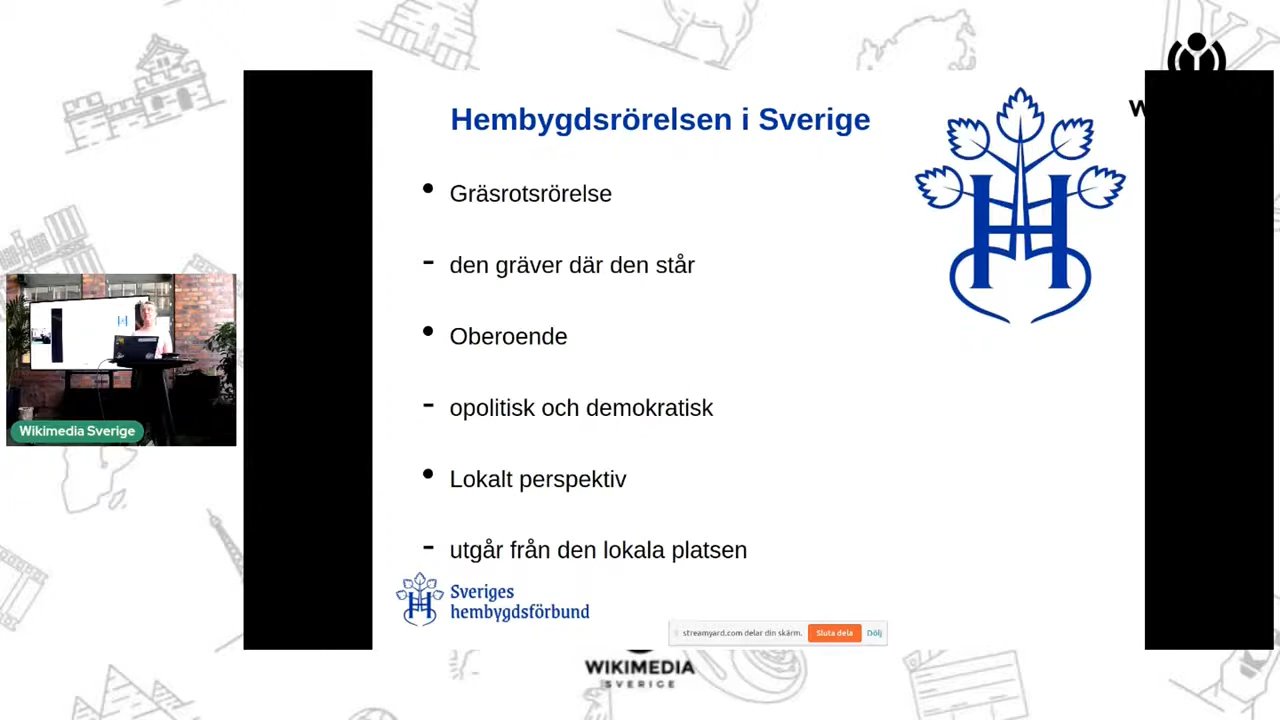 Hembygdsrörelsen i Sverige
• Gräsrotsrörelse
- den gräver där den står
• Oberoende
- opolitisk och demokratisk
• Lokalt perspektiv
- utgår från den lokala platsen
Sveriges
hembygdsförbund
streamyard.com delar din skärm. Sluta dela Dölj
Wikimedia Sverige
WIKIMEDIA
SVERIGE
W